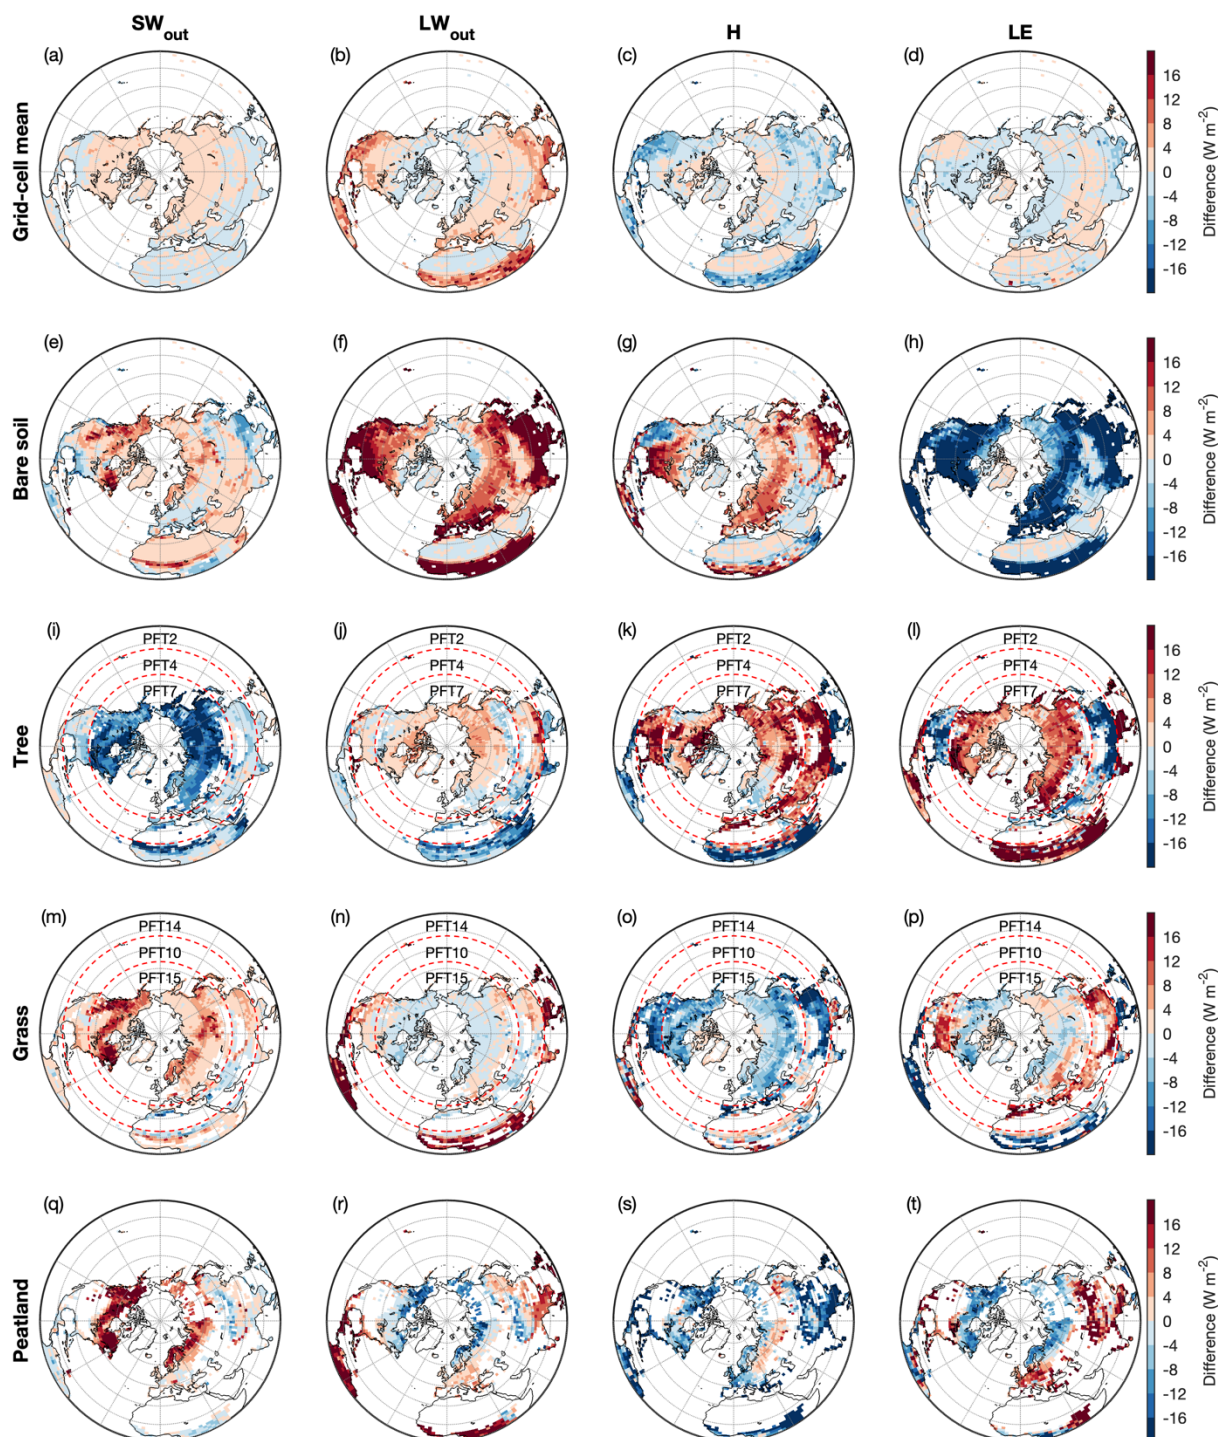 SWout LWout H LE
Grid-cell mean
(a) (b) (c) (d)
16
12
8
4
0
-4
-8
-12
-16
Difference (W m−2)
Bare soil
(e) (f) (g) (h)
16
12
8
4
0
-4
-8
-12
-16
Difference (W m−2)
Tree
(i) (j) (k) (l)
PFT2 PFT2 PFT2 PFT2
PFT4 PFT4 PFT4 PFT4
PFT7 PFT7 PFT7 PFT7
16
12
8
4
0
-4
-8
-12
-16
Difference (W m−2)
Grass
(m) (n) (o) (p)
PFT14 PFT14 PFT14 PFT14
PFT10 PFT10 PFT10 PFT10
PFT15 PFT15 PFT15 PFT15
16
12
8
4
0
-4
-8
-12
-16
Difference (W m−2)
Peatland
(q) (r) (s) (t)
16
12
8
4
0
-4
-8
-12
-16
Difference (W m−2)